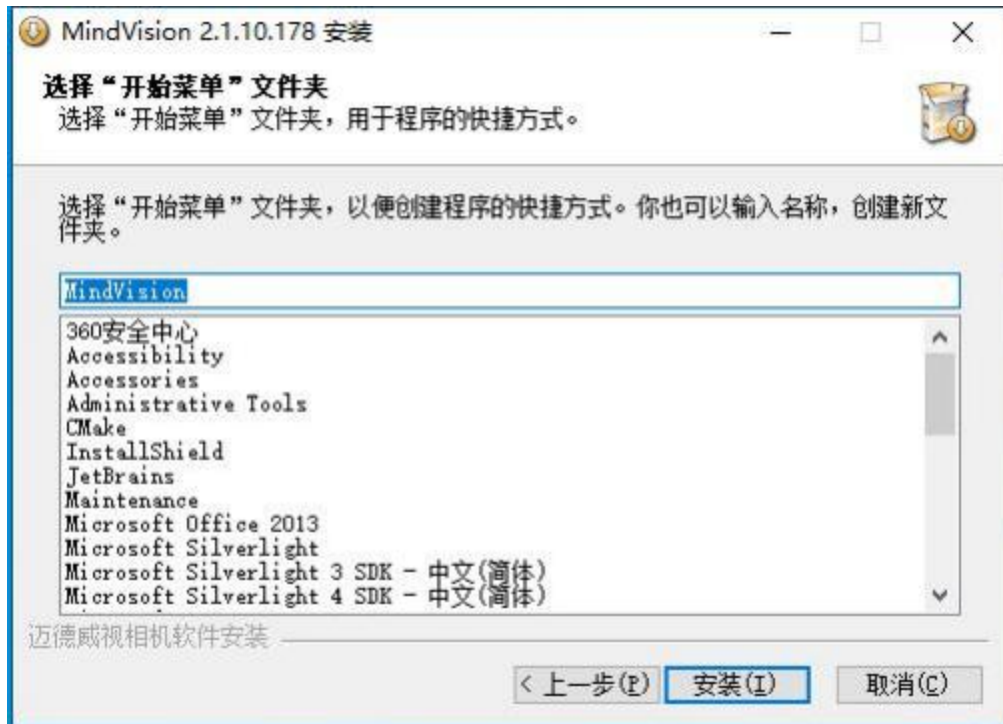 MindVision 2.1.10.178 安装
选择“开始菜单”文件夹
选择“开始菜单”文件夹，用于程序的快捷方式。
选择“开始菜单”文件夹，以便创建程序的快捷方式。你也可以输入名称，创建新文
件夹。
MindVision
360安全中心
Accessibility
Accessories
Administrative Tools
CMake
InstallShield
JetBrains
Maintenance
Microsoft Office 2013
Microsoft Silverlight
Microsoft Silverlight 3 SDK - 中文(简体)
Microsoft Silverlight 4 SDK - 中文(简体)
迈德威视相机软件安装
< 上一步(P) 安装(I) 取消(C)